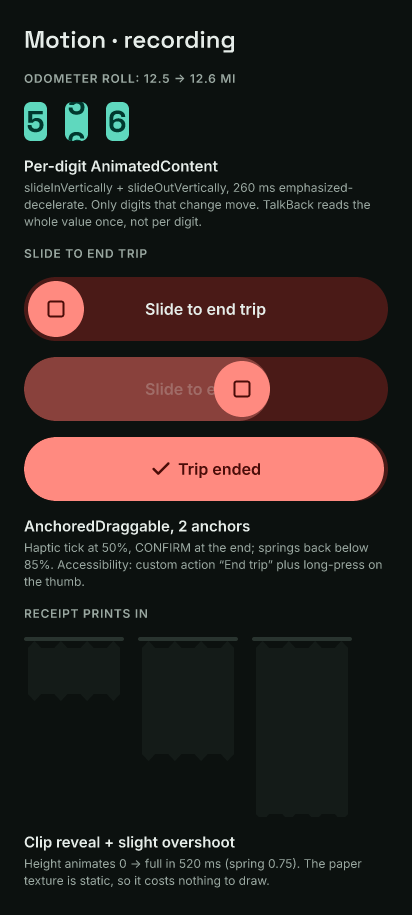 Motion · recording
ODOMETER ROLL: 12.5 → 12.6 MI
5 5 6 6
Per-digit AnimatedContent
slideInVertically + slideOutVertically, 260 ms emphasized-
decelerate. Only digits that change move. TalkBack reads the
whole value once, not per digit.
SLIDE TO END TRIP
Slide to end trip
Slide to e
Trip ended
AnchoredDraggable, 2 anchors
Haptic tick at 50%, CONFIRM at the end; springs back below
85%. Accessibility: custom action “End trip” plus long-press on
the thumb.
RECEIPT PRINTS IN
Clip reveal + slight overshoot
Height animates 0 → full in 520 ms (spring 0.75). The paper
texture is static, so it costs nothing to draw.